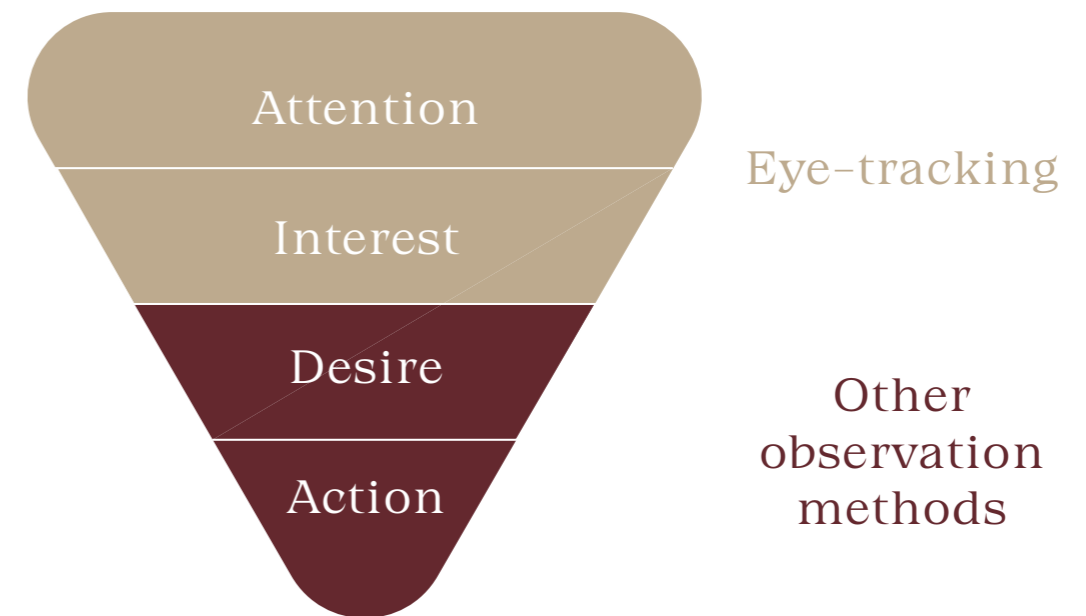 Attention
Eye-tracking
Interest
Desire
Other
observation
methods
Action